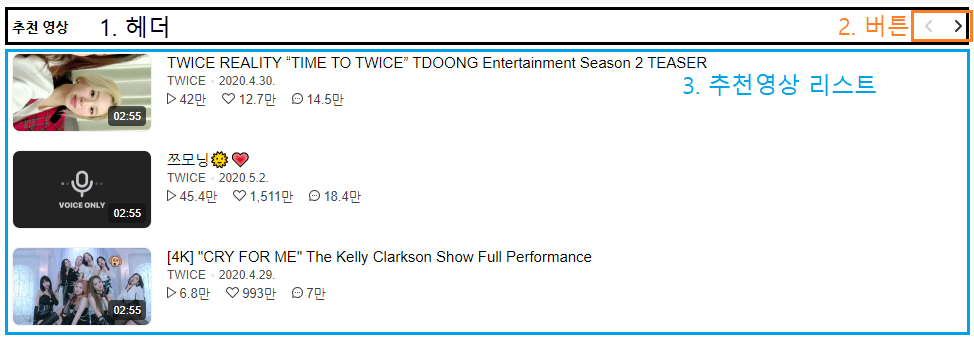 추천 영상 1. 헤더 2. 버튼
TWICE REALITY “TIME TO TWICE” TDOONG Entertainment Season 2 TEASER
TWICE 2020.4.30.
3. 추천영상 리스트
42만 12.7만 14.5만
02:55
쯔모닝🌞💗
TWICE 2020.5.2.
45.4만 1,511만 18.4만
VOICE ONLY
02:55
[4K] "CRY FOR ME" The Kelly Clarkson Show Full Performance
TWICE 2020.4.29.
6.8만 993만 7만
02:55